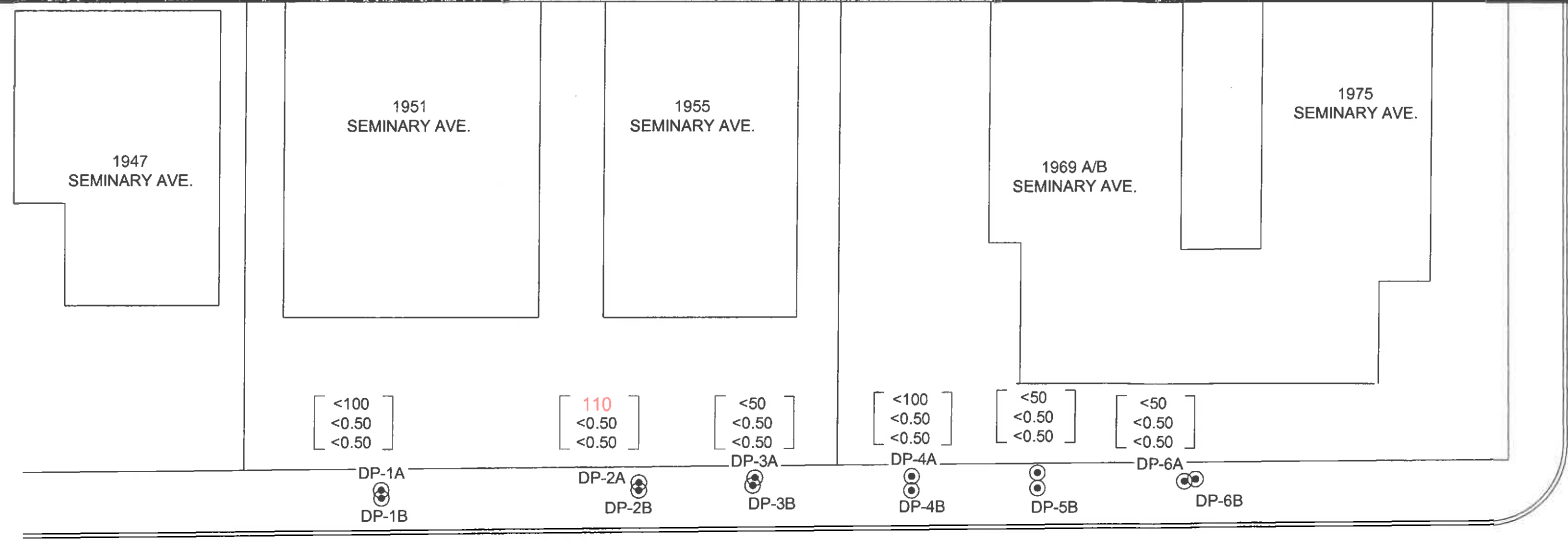 1947
SEMINARY AVE.
1951
SEMINARY AVE.
1955
SEMINARY AVE.
1969 A/B
SEMINARY AVE.
1975
SEMINARY AVE.
<100
<0.50
<0.50
110
<0.50
<0.50
<50
<0.50
<0.50
<100
<0.50
<0.50
<50
<0.50
<0.50
<50
<0.50
<0.50
DP-1A
DP-1B
DP-2A
DP-2B
DP-3A
DP-3B
DP-4A
DP-4B
DP-5B
DP-6A
DP-6B